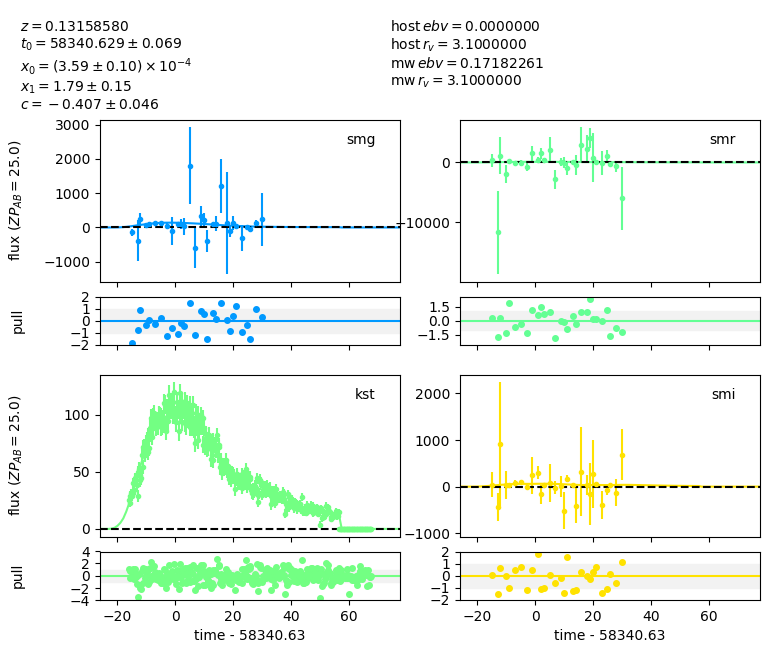 z = 0.13158580
t₀ = 58340.629 ± 0.069
x₀ = (3.59 ± 0.10) × 10⁻⁴
x₁ = 1.79 ± 0.15
c = −0.407 ± 0.046
host ebv = 0.0000000
host r_v = 3.1000000
mw ebv = 0.17182261
mw r_v = 3.1000000
flux (ZP_AB = 25.0)
3000
2000
1000
0
−1000
smg
0
−10000
smr
pull
2
1
0
−1
−2
1.5
0.0
−1.5
flux (ZP_AB = 25.0)
100
50
0
kst
2000
1000
0
−1000
smi
pull
4
2
0
−2
−4
2
1
0
−1
−2
−20 0 20 40 60
−20 0 20 40 60
time - 58340.63
time - 58340.63